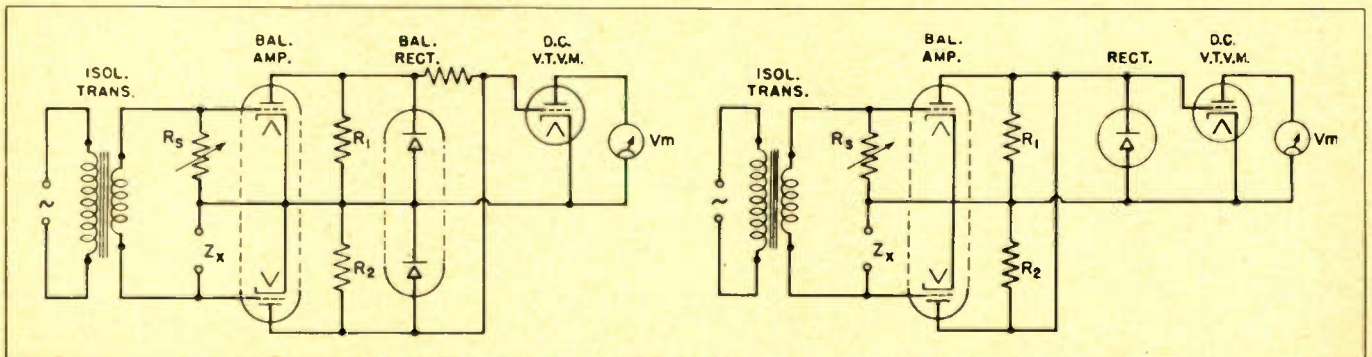 ISOL.
TRANS.
BAL.
AMP.
BAL.
RECT.
D.C.
V.T.V.M.
RS
~
ZX
R1
R2
Vm
ISOL.
TRANS.
BAL.
AMP.
RECT.
D.C.
V.T.V.M.
RS
~
ZX
R1
R2
Vm